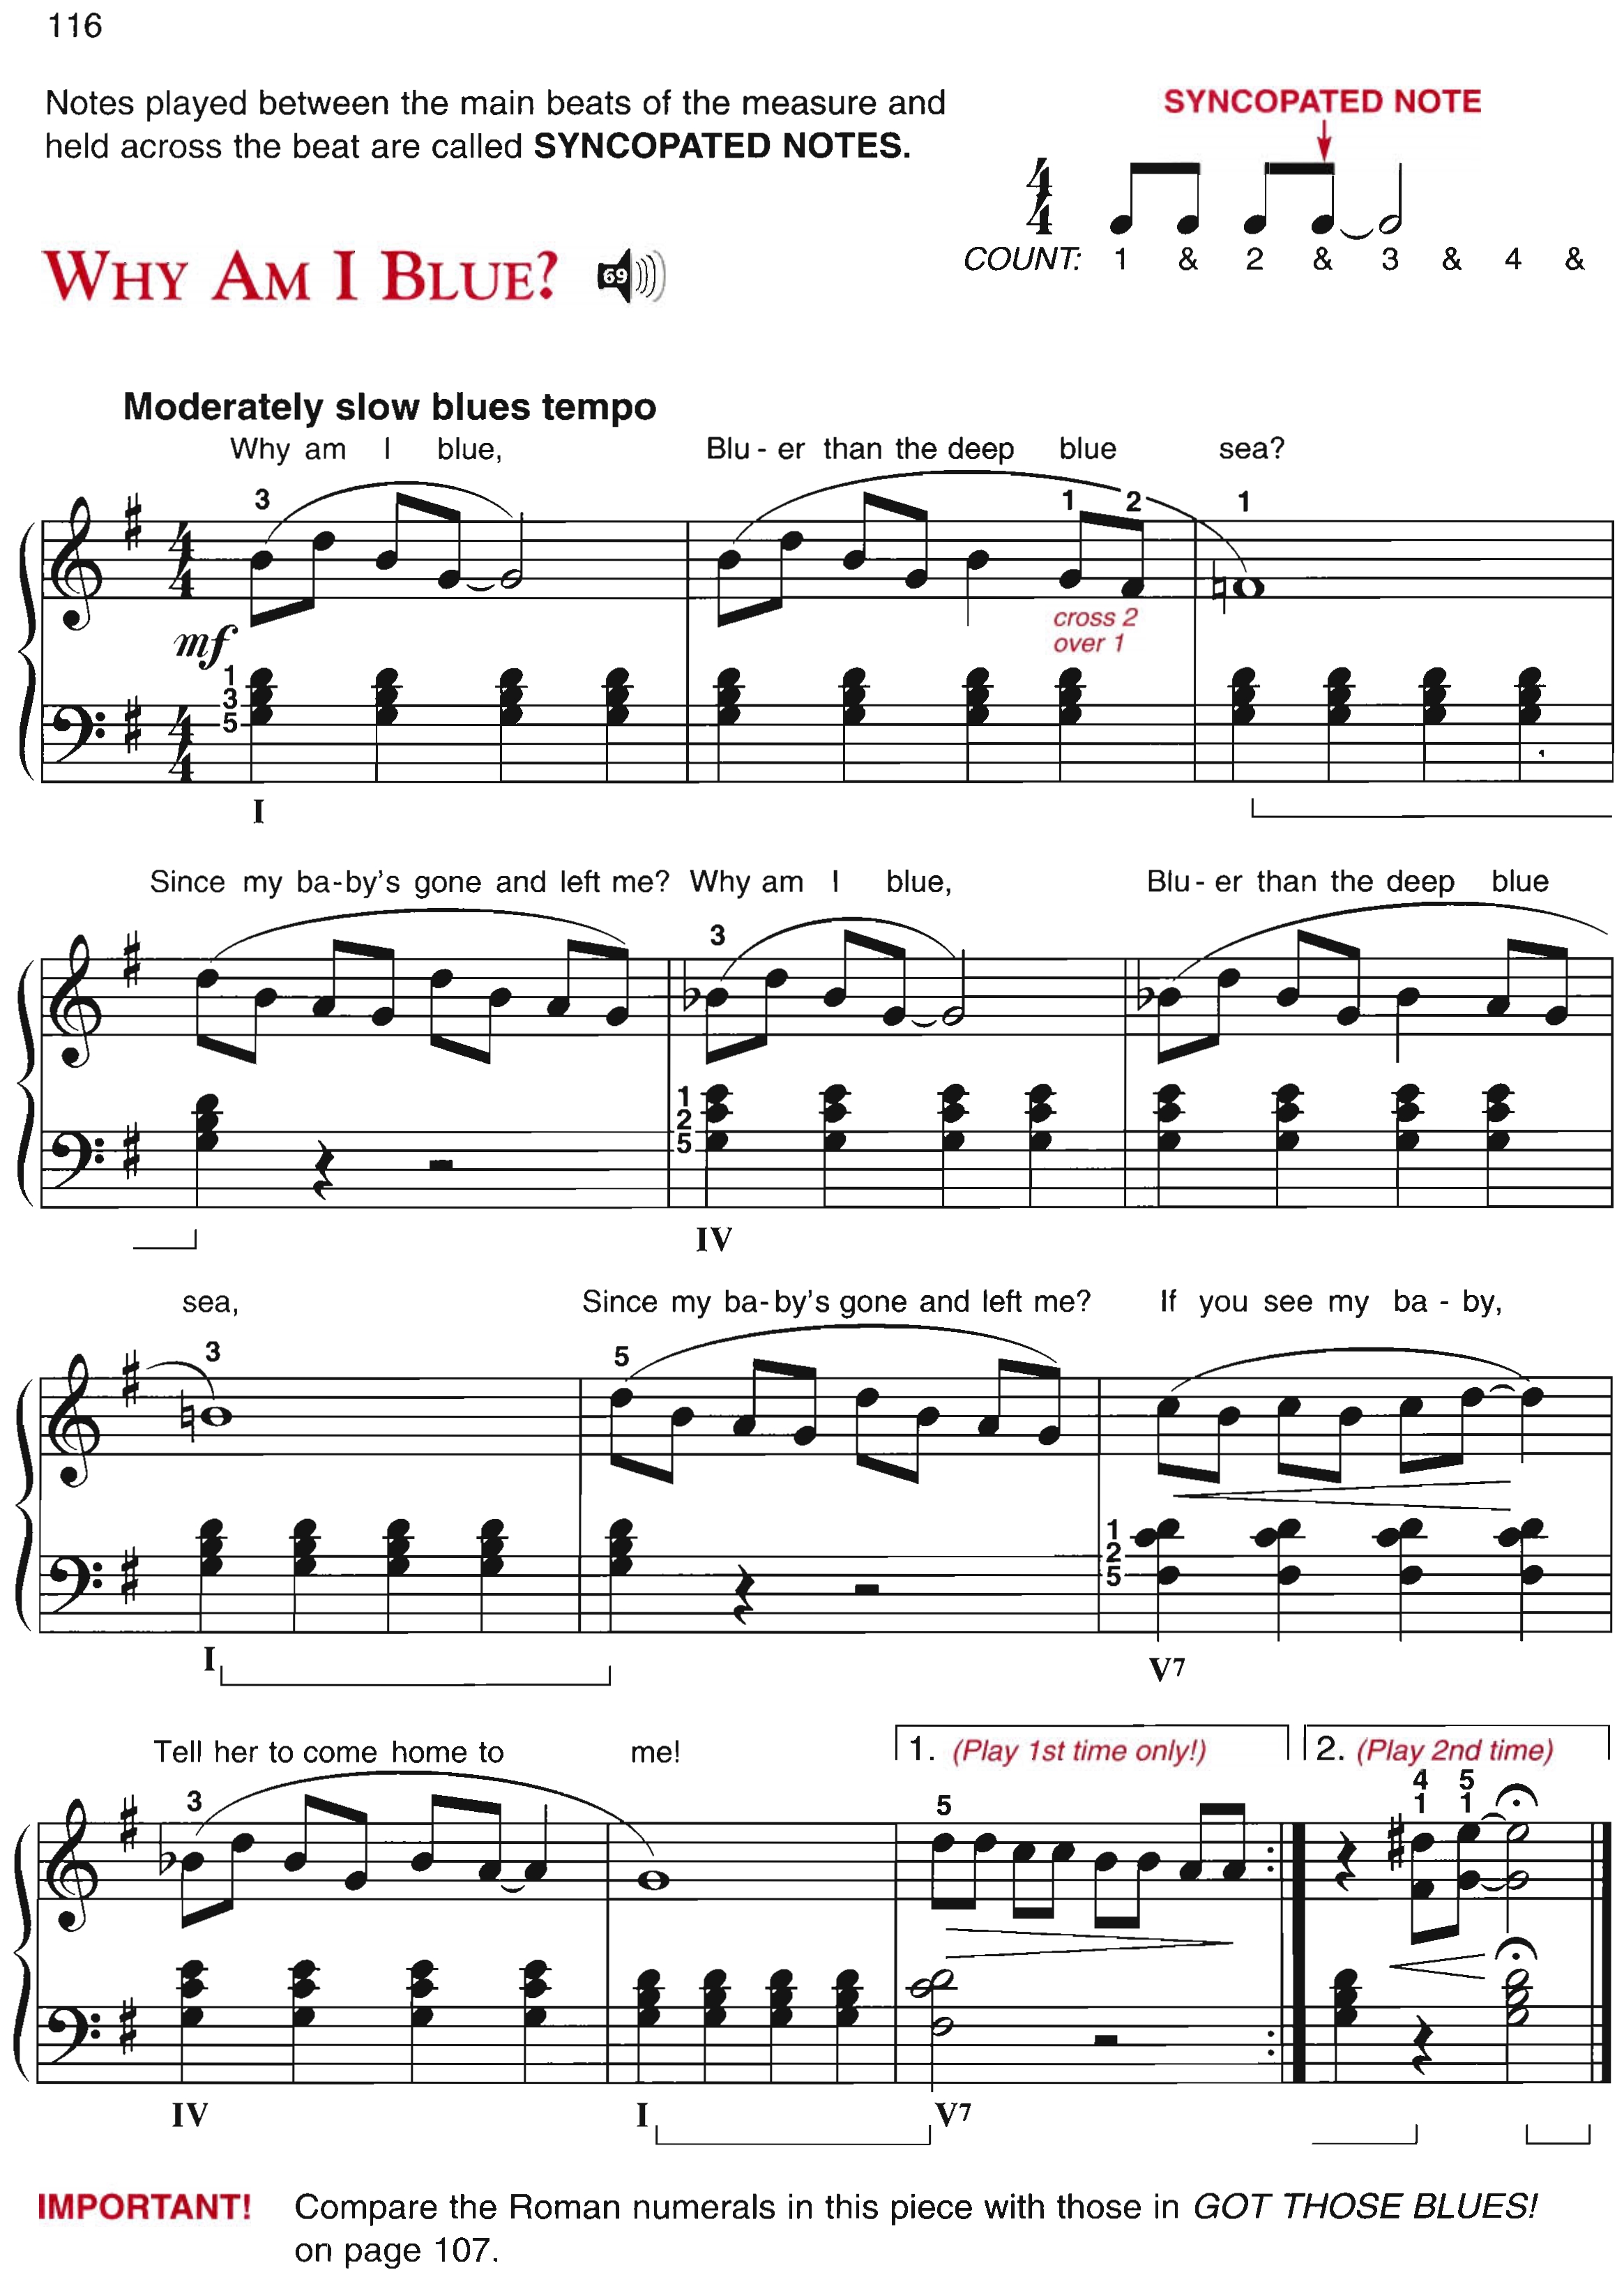 116
Notes played between the main beats of the measure and
held across the beat are called SYNCOPATED NOTES.
SYNCOPATED NOTE
4
4
COUNT: 1 & 2 & 3 & 4 &
WHY AM I BLUE? 69
Moderately slow blues tempo
Why am I blue, Blu - er than the deep blue sea?
3 1 2 1
4
4
cross 2
over 1
mf
1
3
5
4
4
I
Since my ba-by's gone and left me? Why am I blue, Blu - er than the deep blue
3
1
2
5
IV
sea, Since my ba-by's gone and left me? If you see my ba - by,
3 5
1
2
5
I V7
Tell her to come home to me! 1. (Play 1st time only!) 2. (Play 2nd time)
4 5
3 5 1 1
IV I V7
IMPORTANT! Compare the Roman numerals in this piece with those in GOT THOSE BLUES!
on page 107.